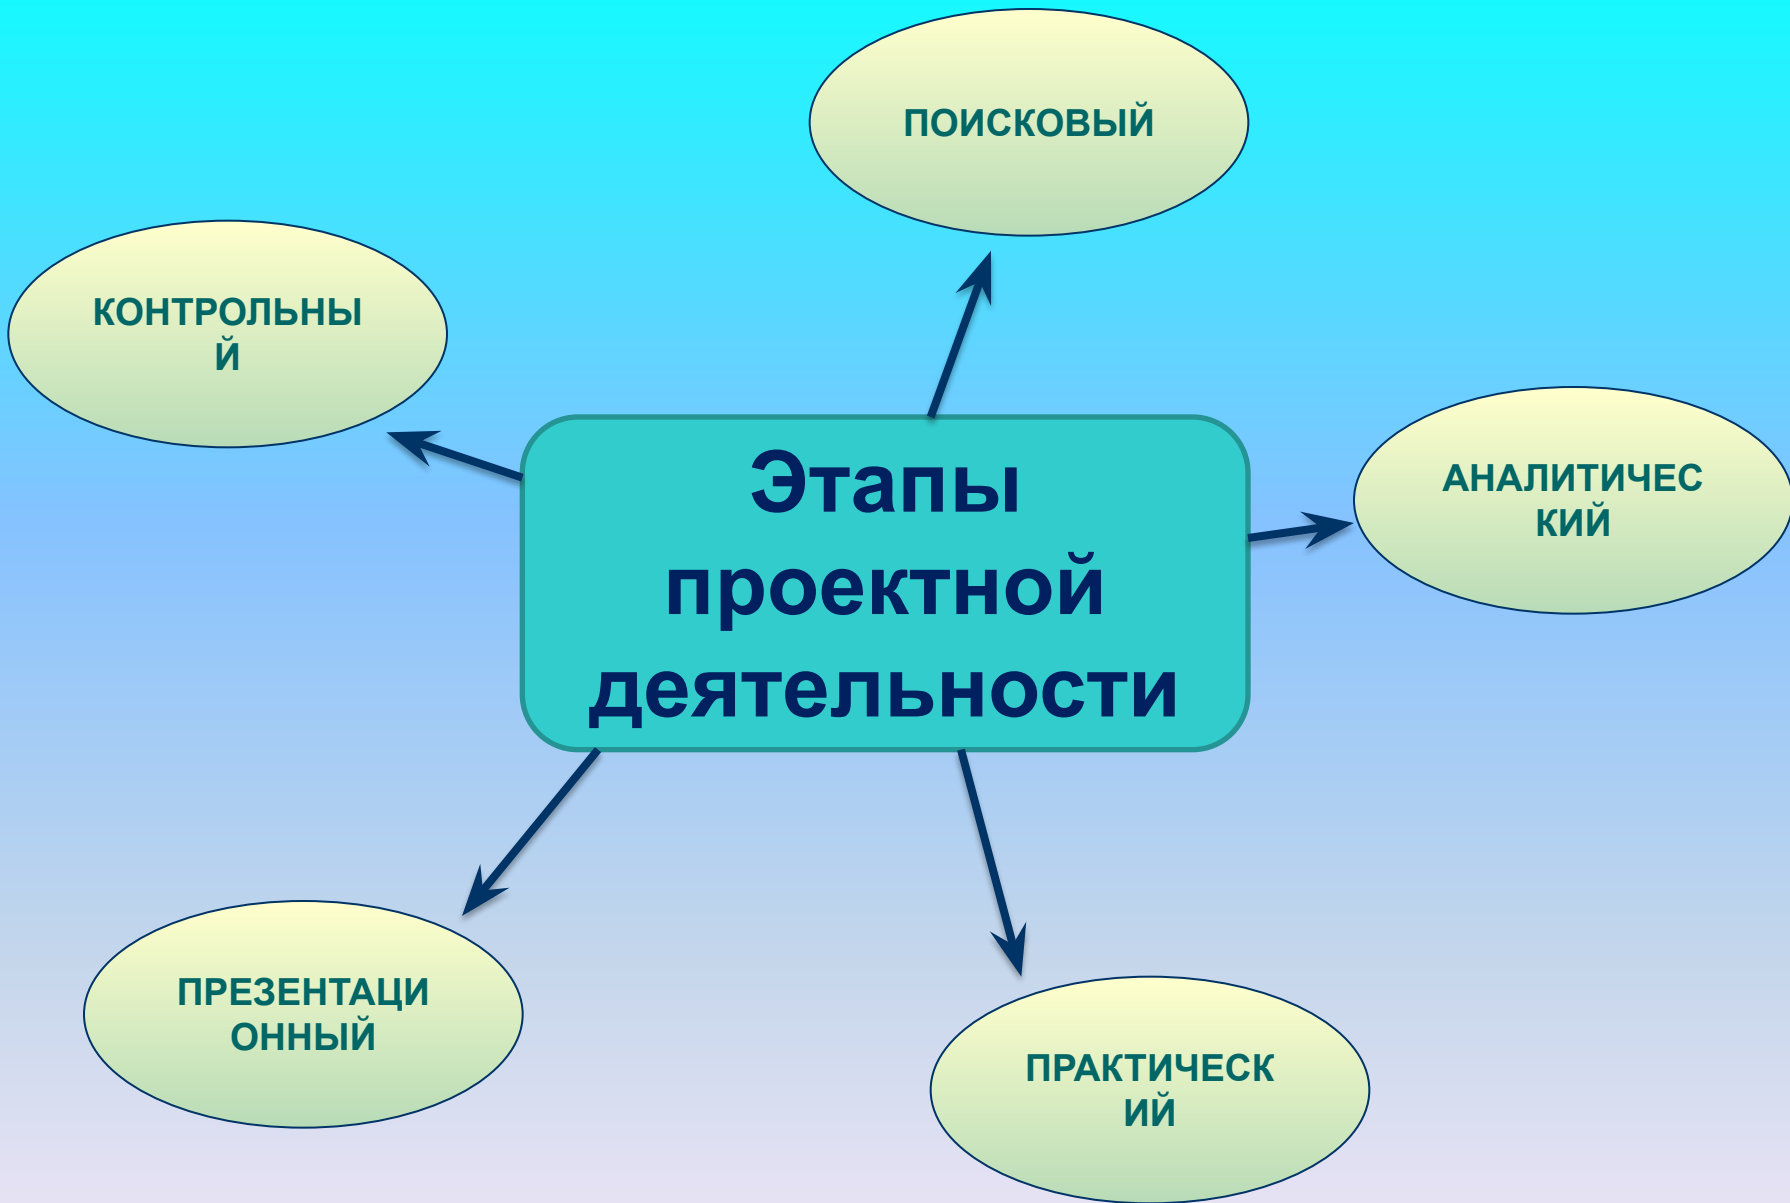 ПОИСКОВЫЙ
КОНТРОЛЬНЫ
Й
Этапы
проектной
деятельности
АНАЛИТИЧЕС
КИЙ
ПРЕЗЕНТАЦИ
ОННЫЙ
ПРАКТИЧЕСК
ИЙ